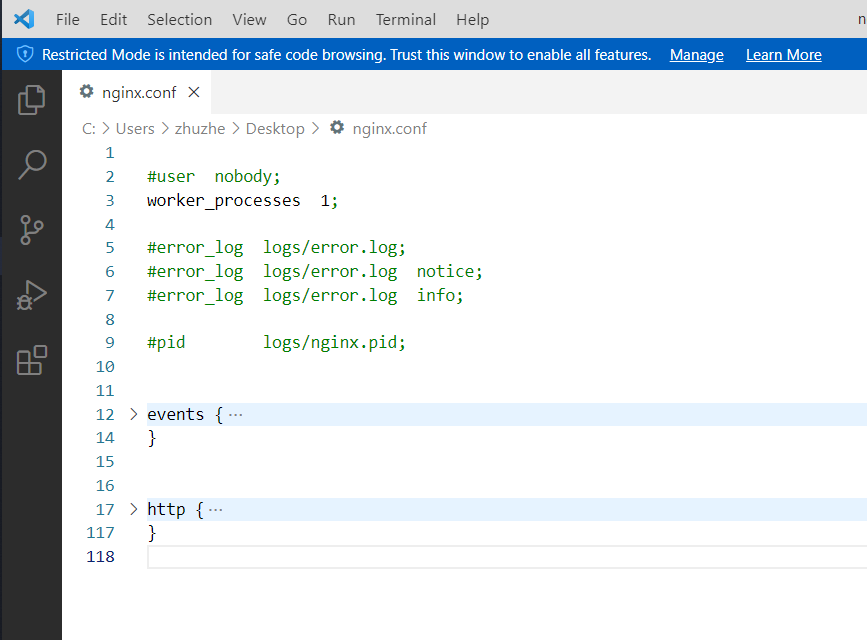 File Edit Selection View Go Run Terminal Help n
Restricted Mode is intended for safe code browsing. Trust this window to enable all features. Manage Learn More
nginx.conf
C: > Users > zhuzhe > Desktop > nginx.conf
1
2 #user  nobody;
3 worker_processes  1;
4
5 #error_log  logs/error.log;
6 #error_log  logs/error.log  notice;
7 #error_log  logs/error.log  info;
8
9 #pid        logs/nginx.pid;
10
11
12 > events {···
14 }
15
16
17 > http {···
117 }
118